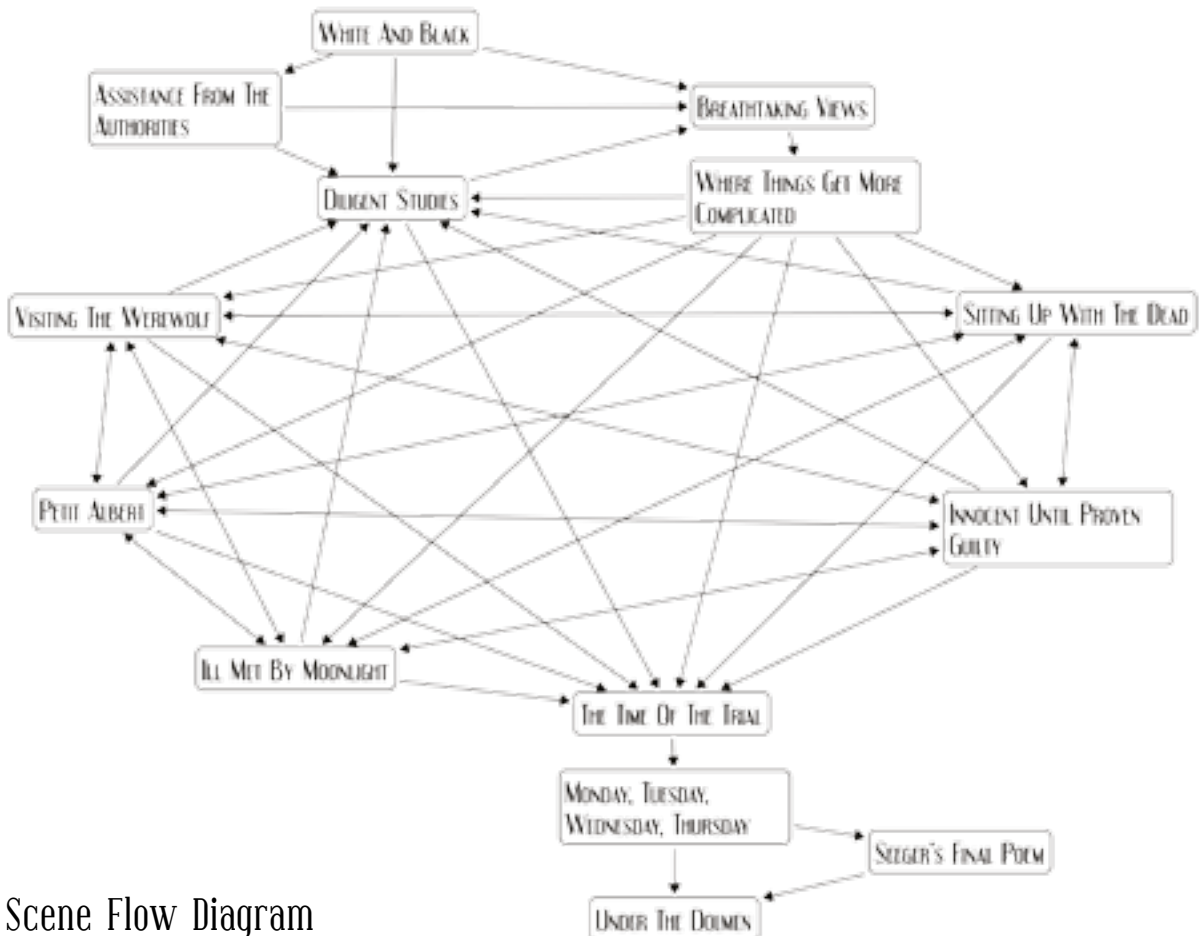 White And Black
Assistance From The
Authorities
Breathtaking Views
Where Things Get More
Complicated
Diligent Studies
Visiting The Werewolf
Sitting Up With The Dead
Petit Albert
Innocent Until Proven
Guilty
Ill Met By Moonlight
The Time Of The Trial
Monday, Tuesday,
Wednesday, Thursday
Seeger's Final Poem
Under The Dolmen
Scene Flow Diagram